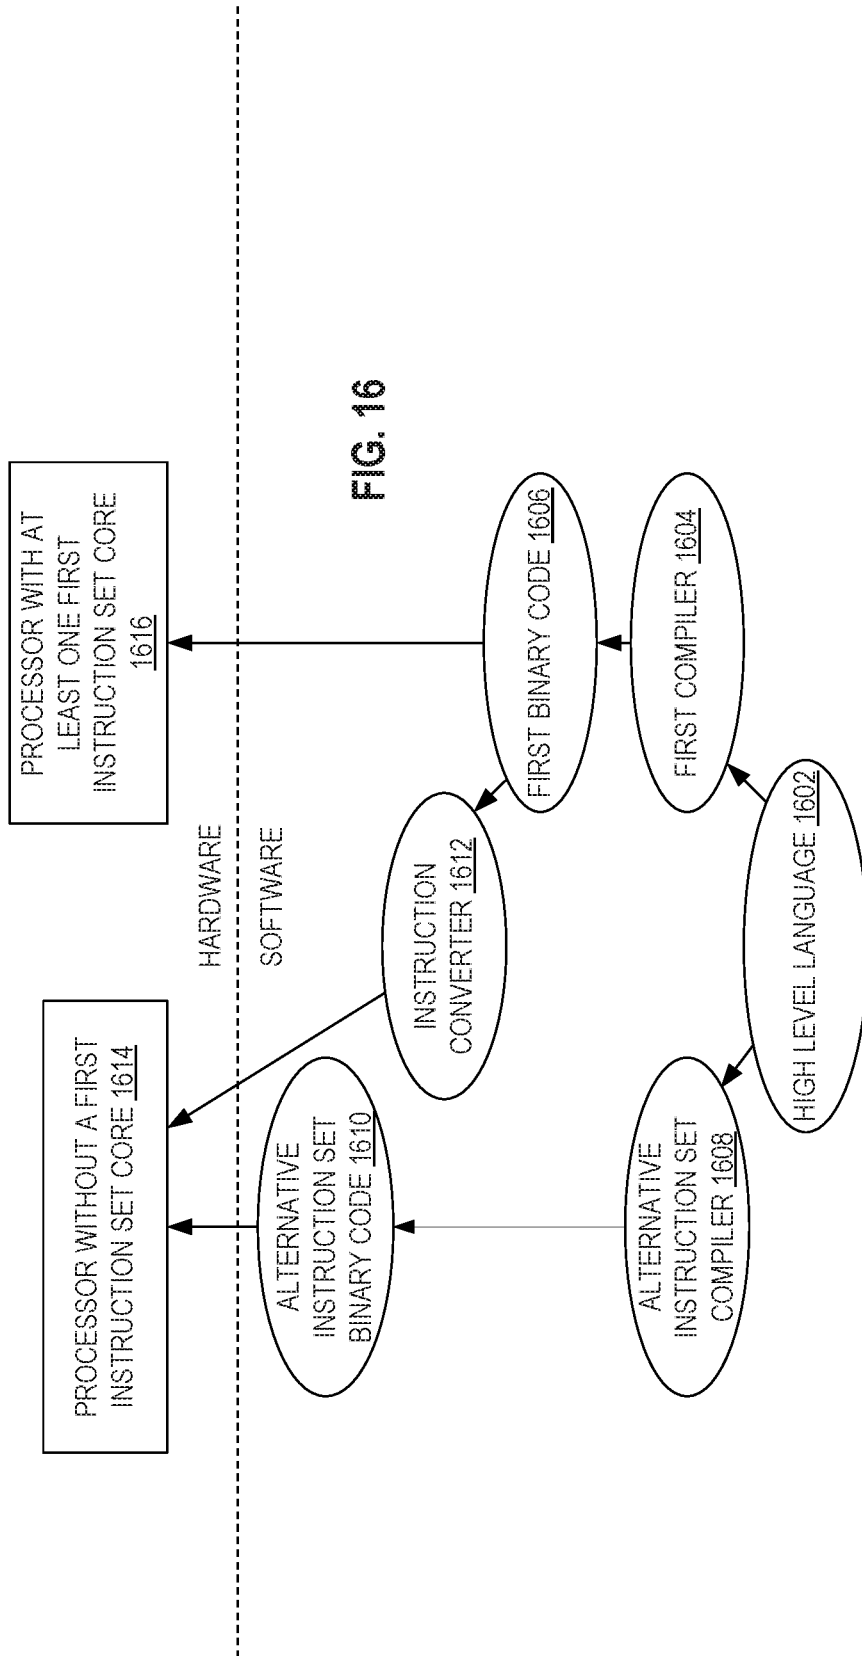 PROCESSOR WITHOUT A FIRST
INSTRUCTION SET CORE 1614
PROCESSOR WITH AT
LEAST ONE FIRST
INSTRUCTION SET CORE
1616
HARDWARE
SOFTWARE
ALTERNATIVE
INSTRUCTION SET
BINARY CODE 1610
INSTRUCTION
CONVERTER 1612
FIG. 16
FIRST BINARY CODE 1606
ALTERNATIVE
INSTRUCTION SET
COMPILER 1608
FIRST COMPILER 1604
HIGH LEVEL LANGUAGE 1602